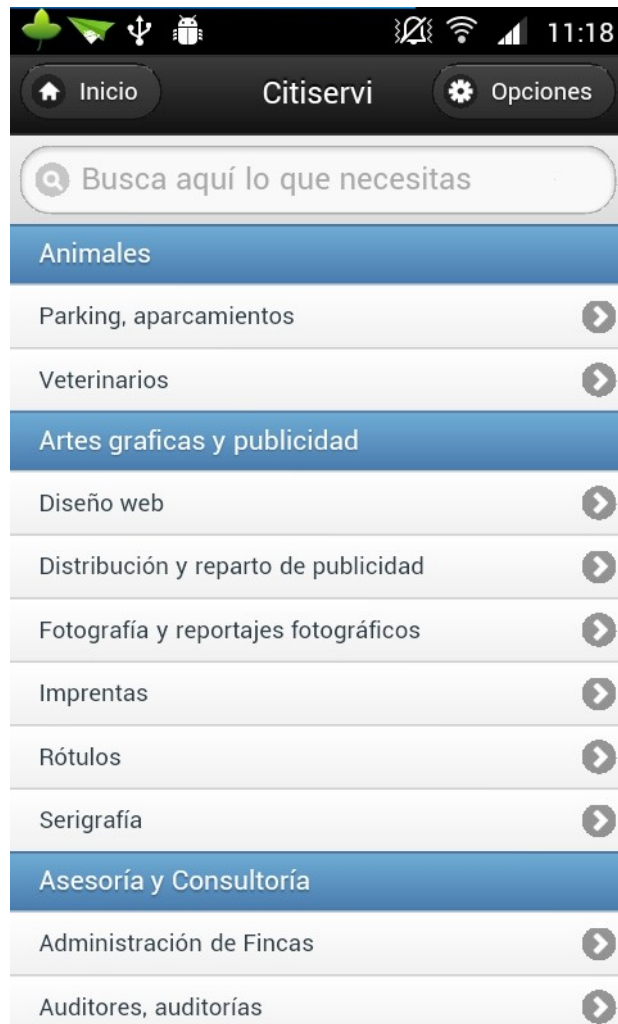 11:18
Inicio
Citiservi
Opciones
Busca aquí lo que necesitas
Animales
Parking, aparcamientos
Veterinarios
Artes graficas y publicidad
Diseño web
Distribución y reparto de publicidad
Fotografía y reportajes fotográficos
Imprentas
Rótulos
Serigrafía
Asesoría y Consultoría
Administración de Fincas
Auditores, auditorías